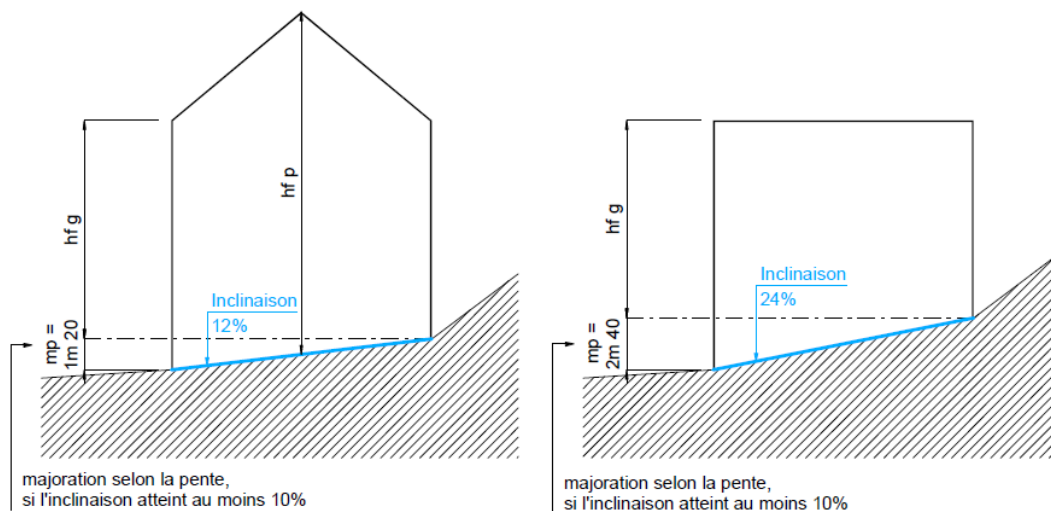 hf g
hf p
Inclinaison
12%
mp =
1m 20
majoration selon la pente,
si l'inclinaison atteint au moins 10%
hf g
Inclinaison
24%
mp =
2m 40
majoration selon la pente,
si l'inclinaison atteint au moins 10%